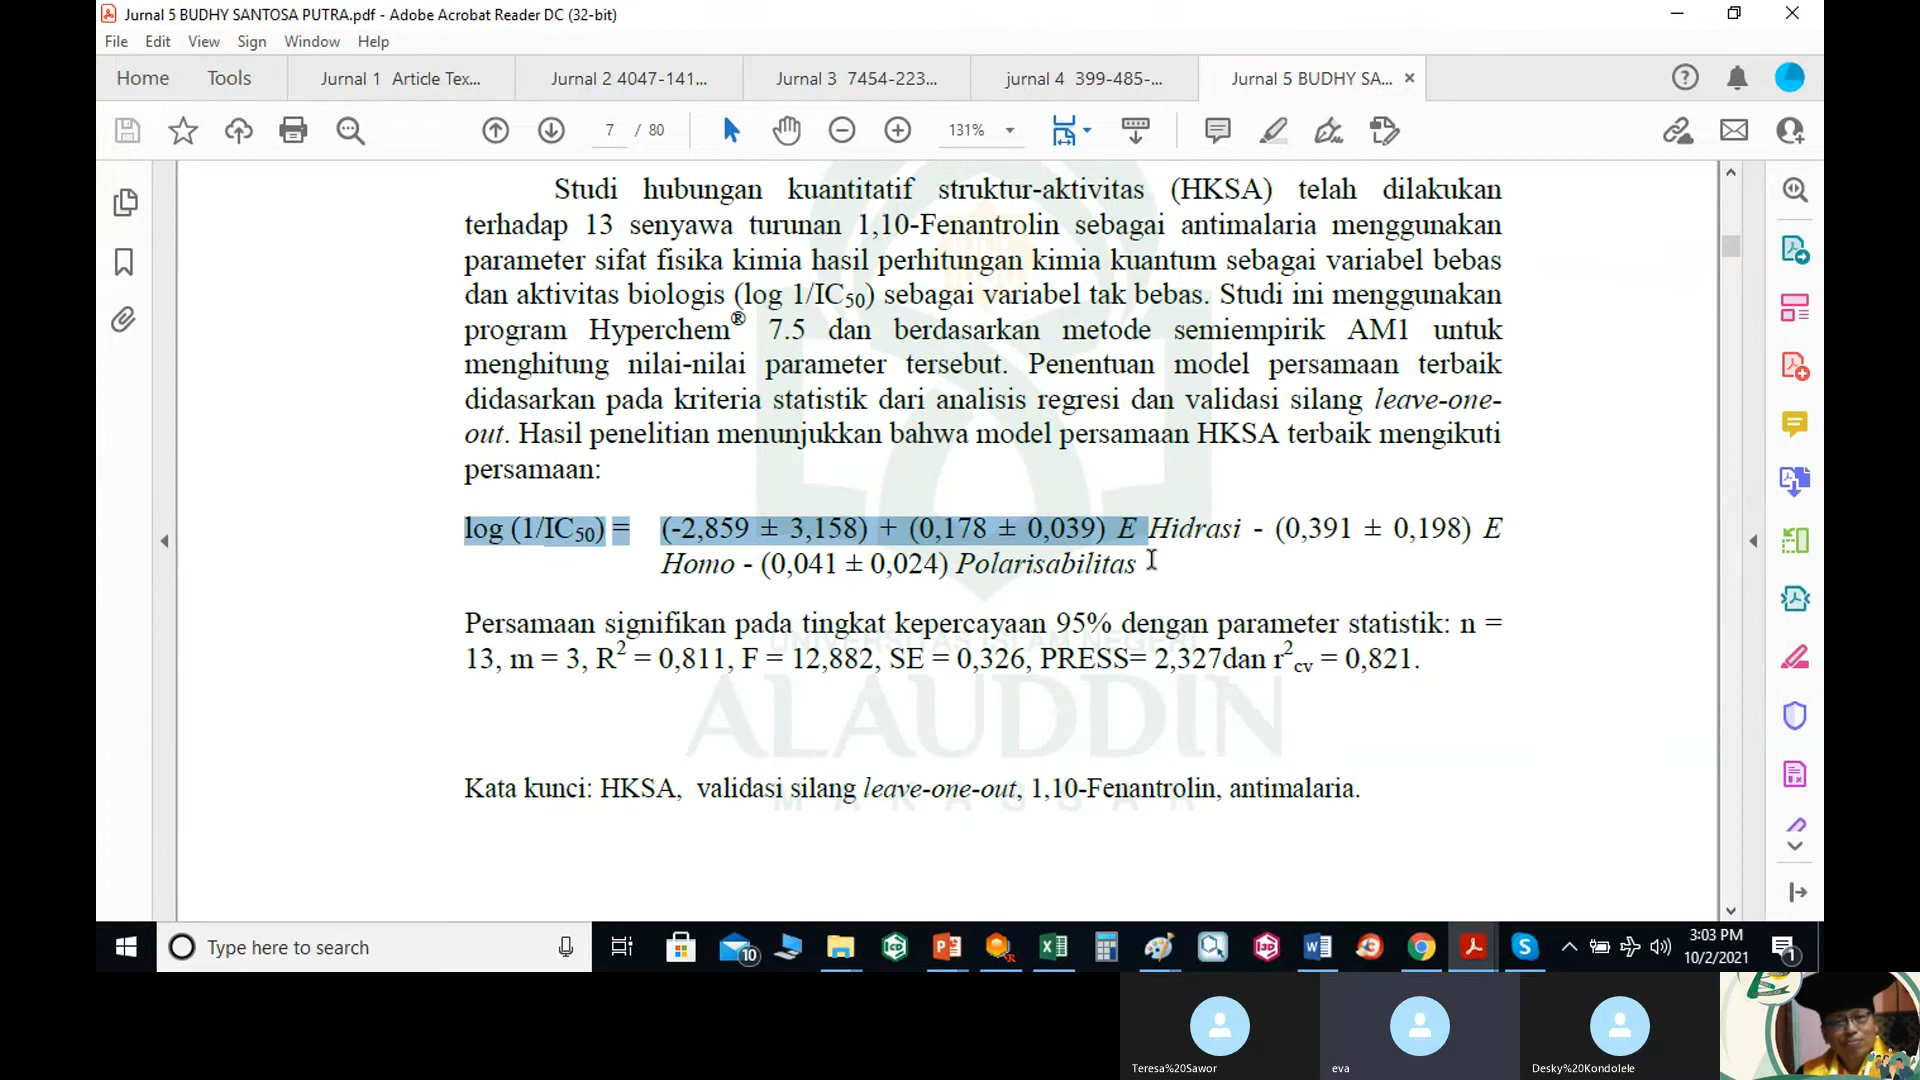 Jurnal 5 BUDHY SANTOSA PUTRA.pdf - Adobe Acrobat Reader DC (32-bit)
File Edit View Sign Window Help
Home Tools Jurnal 1 Article Tex... Jurnal 2 4047-141... Jurnal 3 7454-223... jurnal 4 399-485-... Jurnal 5 BUDHY SA... ×
7 / 80 131%
Studi hubungan kuantitatif struktur-aktivitas (HKSA) telah dilakukan
terhadap 13 senyawa turunan 1,10-Fenantrolin sebagai antimalaria menggunakan
parameter sifat fisika kimia hasil perhitungan kimia kuantum sebagai variabel bebas
dan aktivitas biologis (log 1/IC₅₀) sebagai variabel tak bebas. Studi ini menggunakan
program Hyperchem® 7.5 dan berdasarkan metode semiempirik AM1 untuk
menghitung nilai-nilai parameter tersebut. Penentuan model persamaan terbaik
didasarkan pada kriteria statistik dari analisis regresi dan validasi silang leave-one-
out. Hasil penelitian menunjukkan bahwa model persamaan HKSA terbaik mengikuti
persamaan:
log (1/IC₅₀) = (-2,859 ± 3,158) + (0,178 ± 0,039) E Hidrasi - (0,391 ± 0,198) E
Homo - (0,041 ± 0,024) Polarisabilitas
Persamaan signifikan pada tingkat kepercayaan 95% dengan parameter statistik: n =
13, m = 3, R² = 0,811, F = 12,882, SE = 0,326, PRESS= 2,327dan r²cv = 0,821.
UNIVERSITAS ISLAM NEGERI
ALAUDDIN
MAKASSAR
Kata kunci: HKSA, validasi silang leave-one-out, 1,10-Fenantrolin, antimalaria.
Type here to search
10
3:03 PM
10/2/2021
1
Teresa%20Sawor eva Desky%20Kondolele